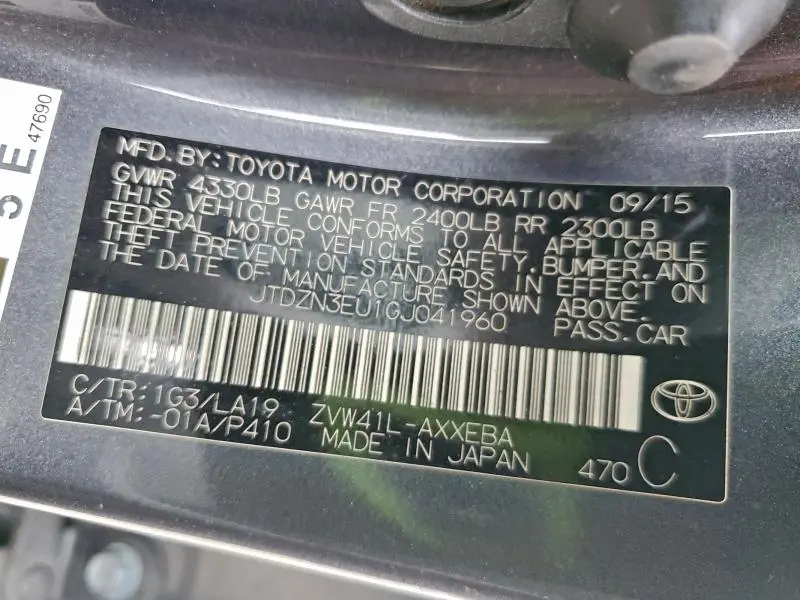 MFD. BY: TOYOTA MOTOR CORPORATION 09/15
GVWR 4330LB GAWR FR 2400LB RR 2300LB
THIS VEHICLE CONFORMS TO ALL APPLICABLE
FEDERAL MOTOR VEHICLE SAFETY, BUMPER, AND
THEFT PREVENTION STANDARDS IN EFFECT ON
THE DATE OF MANUFACTURE SHOWN ABOVE.
JTDZN3EU1GJ041960 PASS.CAR
C/TR:1G3/LA19 ZVW41L-AXXEBA
A/TM:-01A/P410 MADE IN JAPAN 470 C
47690